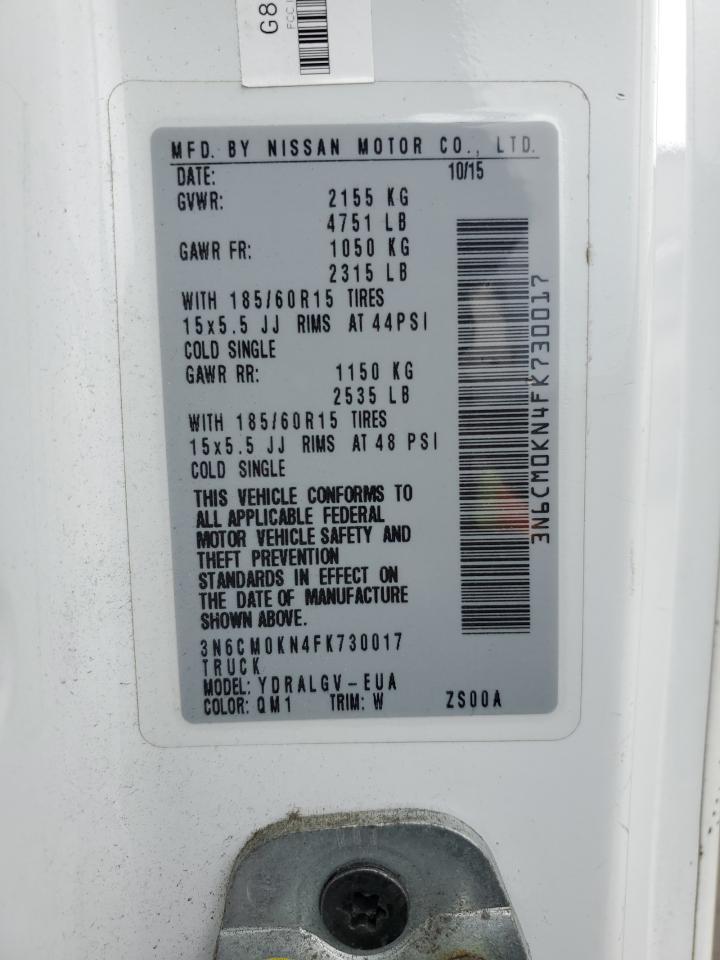 G8
FCC I
MFD. BY NISSAN MOTOR CO., LTD.
DATE: 10/15
GVWR: 2155 KG
4751 LB
GAWR FR: 1050 KG
2315 LB
WITH 185/60R15 TIRES
15x5.5 JJ RIMS AT 44PSI
COLD SINGLE
GAWR RR: 1150 KG
2535 LB
WITH 185/60R15 TIRES
15x5.5 JJ RIMS AT 48 PSI
COLD SINGLE
THIS VEHICLE CONFORMS TO
ALL APPLICABLE FEDERAL
MOTOR VEHICLE SAFETY AND
THEFT PREVENTION
STANDARDS IN EFFECT ON
THE DATE OF MANUFACTURE
SHOWN ABOVE.
3N6CM0KN4FK730017
TRUCK
MODEL: YDRALGV-EUA
COLOR: QM1 TRIM: W ZS00A
3N6CM0KN4FK730017